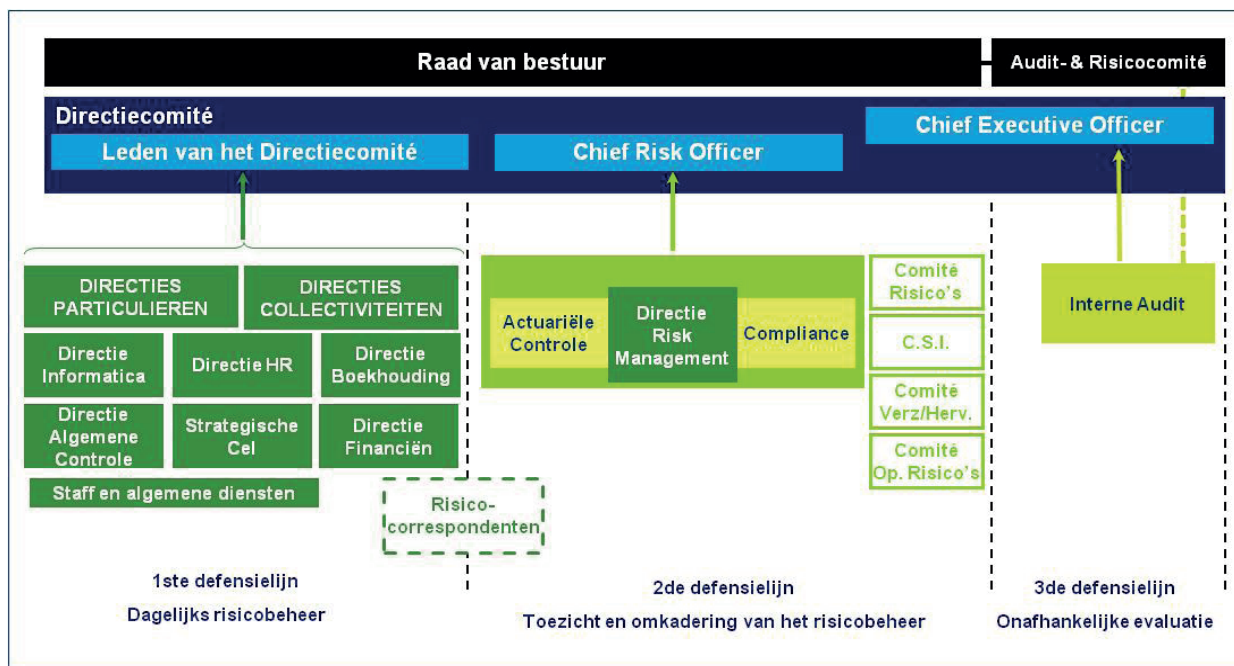 Raad van bestuur
Audit- & Risicocomité
Directiecomité
Leden van het Directiecomité
Chief Risk Officer
Chief Executive Officer
DIRECTIES
PARTICULIEREN
DIRECTIES
COLLECTIVITEITEN
Directie
Informatica
Directie HR
Directie
Boekhouding
Directie
Algemene
Controle
Strategische
Cel
Directie
Financiën
Staff en algemene diensten
Risico-
correspondenten
Actuariële
Controle
Directie
Risk
Management
Compliance
Comité
Risico's
C.S.I.
Comité
Verz/Herv.
Comité
Op. Risico's
Interne Audit
1ste defensielijn
Dagelijks risicobeheer
2de defensielijn
Toezicht en omkadering van het risicobeheer
3de defensielijn
Onafhankelijke evaluatie